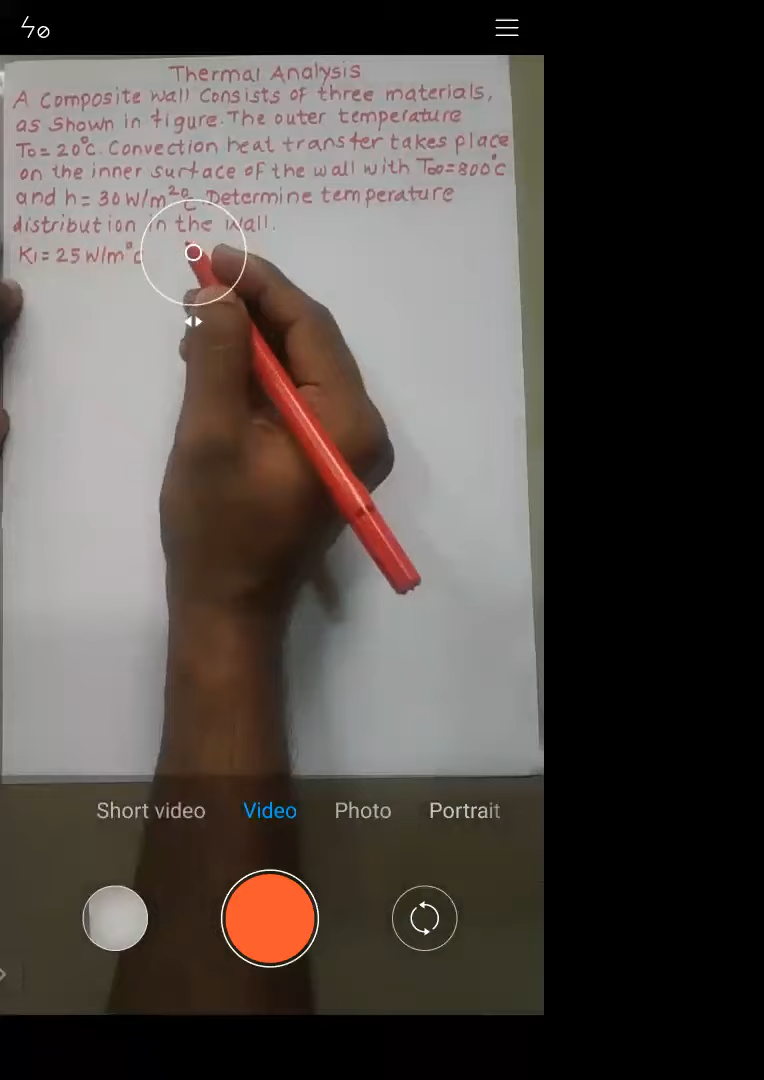 Thermal Analysis
A composite wall consists of three materials,
as shown in figure. The outer temperature
T0 = 20°C. Convection heat transfer takes place
on the inner surface of the wall with T∞ = 800°C
and h = 30 W/m²°C. Determine temperature
distribution in the wall.
K1 = 25 W/m°C
Short video Video Photo Portrait